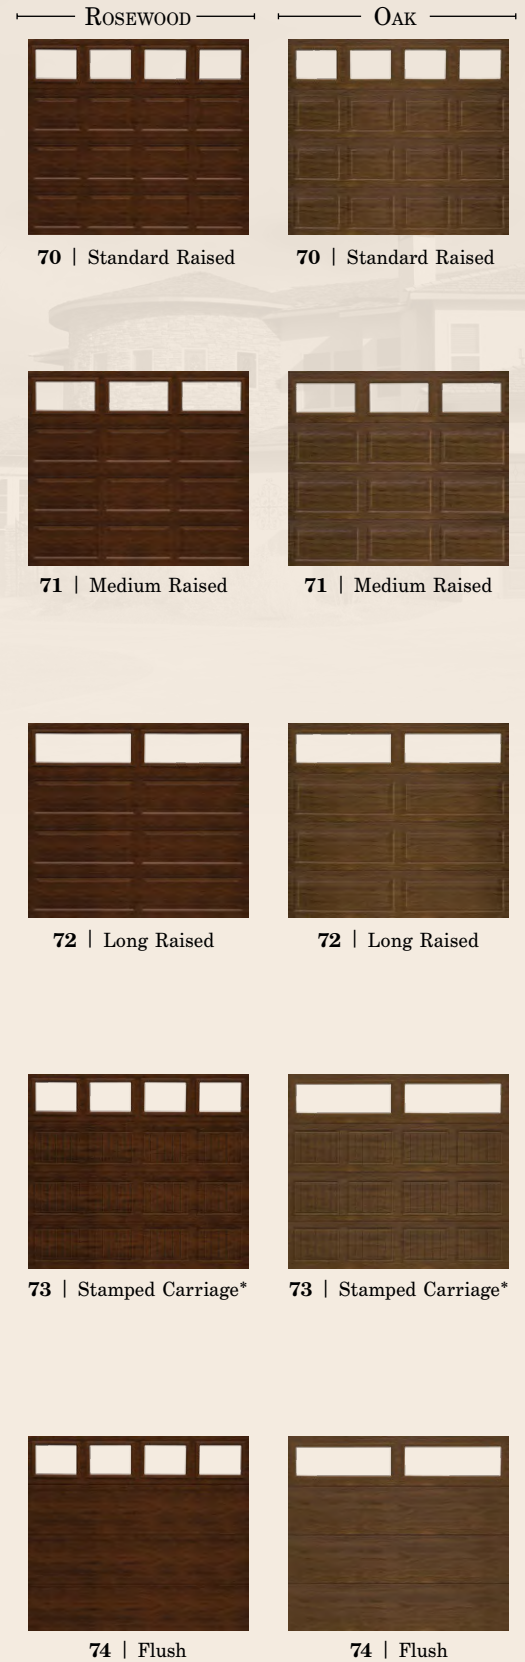 Rosewood
Oak
70 | Standard Raised
70 | Standard Raised
71 | Medium Raised
71 | Medium Raised
72 | Long Raised
72 | Long Raised
73 | Stamped Carriage*
73 | Stamped Carriage*
74 | Flush
74 | Flush